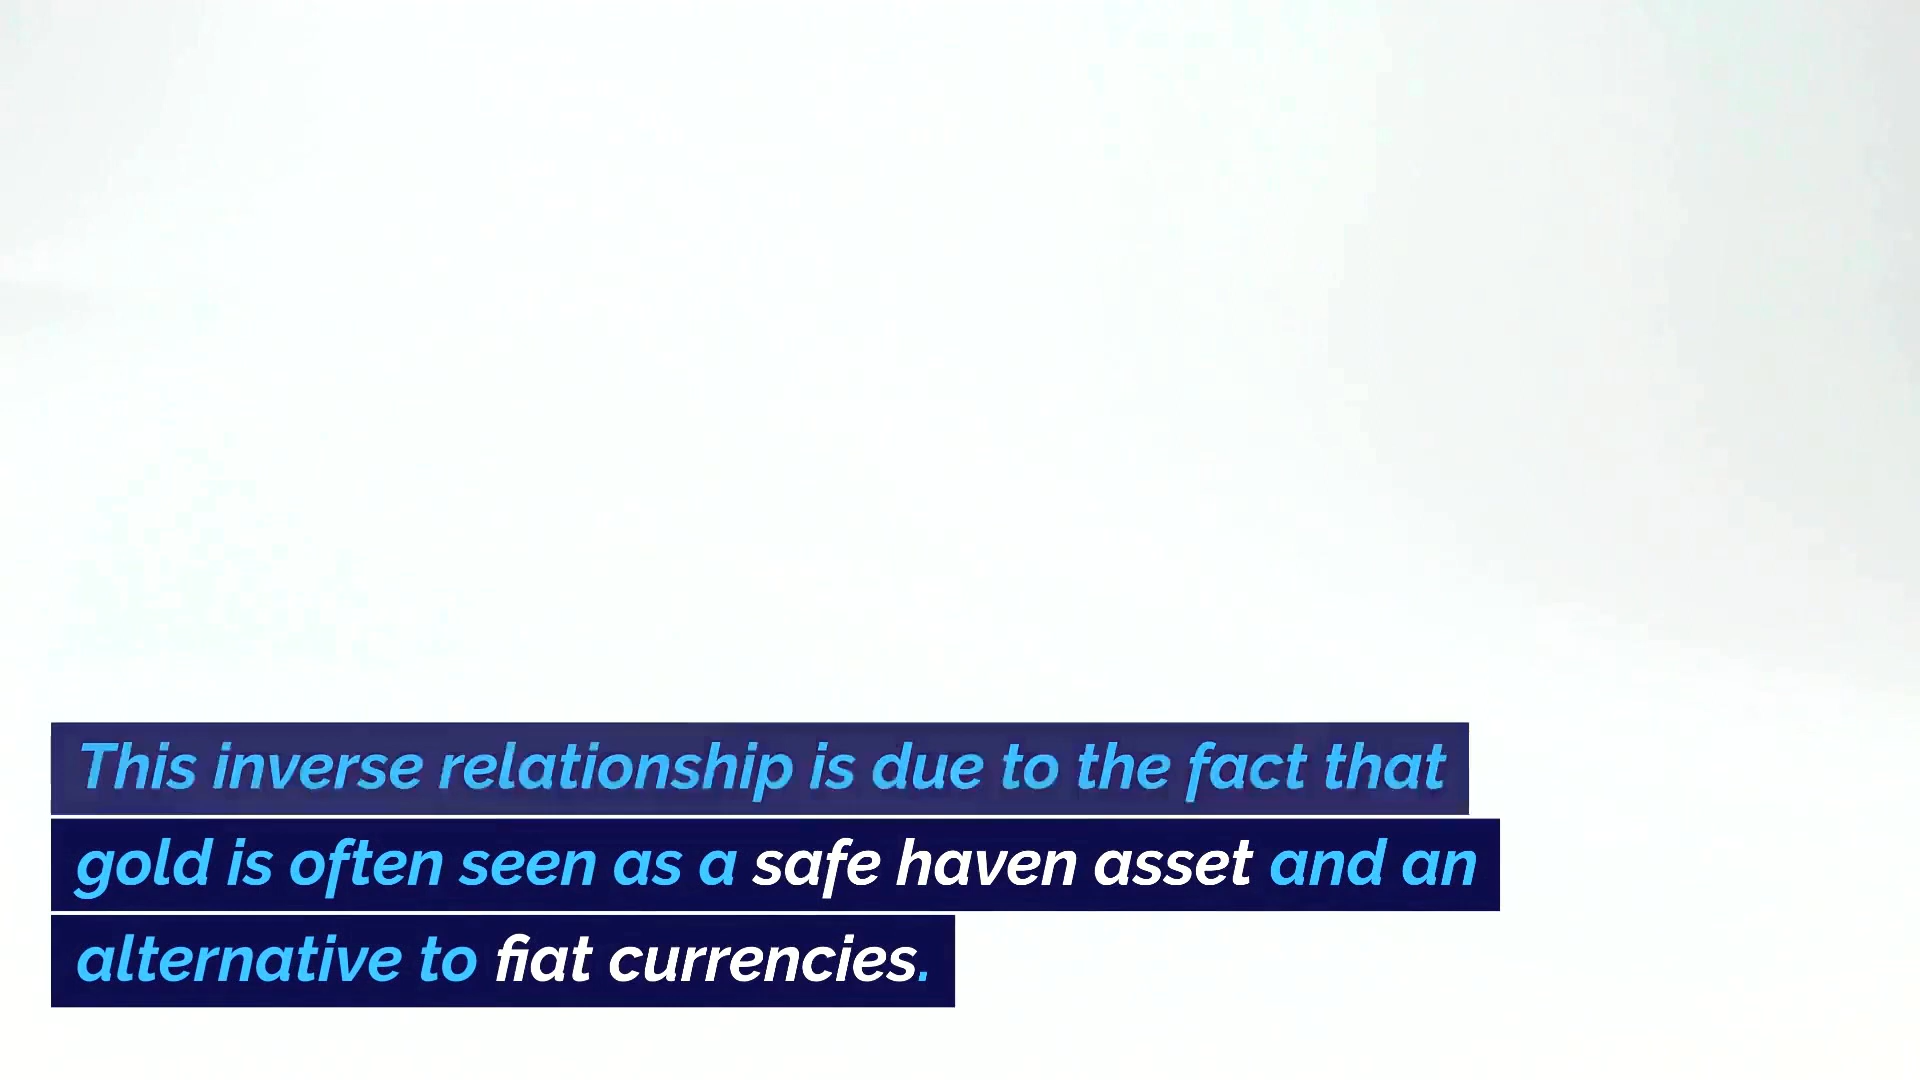 This inverse relationship is due to the fact that
gold is often seen as a safe haven asset and an
alternative to fiat currencies.